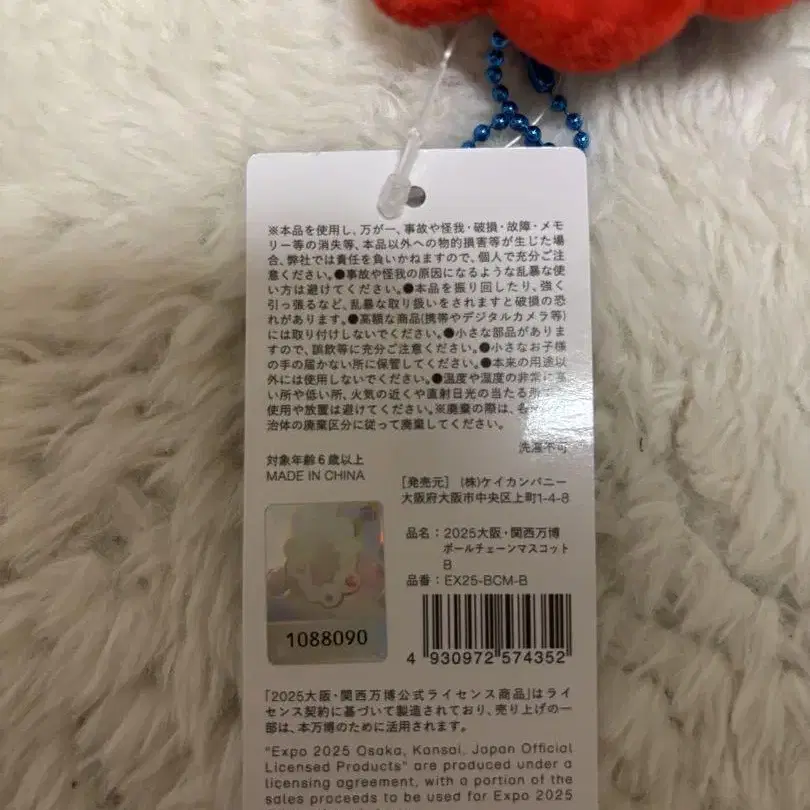 ※本品を使用し、万が一、事故や怪我・破損・故障・メモ
リー等の消失等、本品以外への物的損害等が生じた場
合、弊社では責任を負いかねますので、個人で充分ご注
意ください。●事故や怪我の原因になるような乱暴な使
い方は避けてください。●本品を振り回したり、強く
引っ張るなど、乱暴な取り扱いをされますと破損の恐
れがあります。●高額な商品(携帯やデジタルカメラ等)
には取り付けしないでください。●小さな部品がありま
すので、誤飲等に充分ご注意ください。●小さなお子様
の手の届かない所に保管してください。●本来の用途以
外には使用しないでください。●温度や湿度の非常に高
い所や低い所、火気の近くや直射日光の当たる所
使用や放置は避けてください。※廃棄の際は、各
治体の廃棄区分に従って廃棄してください。
洗濯不可
対象年齢6歳以上
MADE IN CHINA
[発売元] (株)ケイカンパニー
大阪府大阪市中央区上町1-4-8
品名:2025大阪・関西万博
ボールチェーンマスコット
B
品番:EX25-BCM-B
1088090
4 930972 574352
「2025大阪・関西万博公式ライセンス商品」はライ
センス契約に基づいて製造されており、売り上げの一
部は、本万博のために活用されます。
"Expo 2025 Osaka, Kansai, Japan Official
Licensed Products" are produced under a
licensing agreement, with a portion of the
sales proceeds to be used for Expo 2025